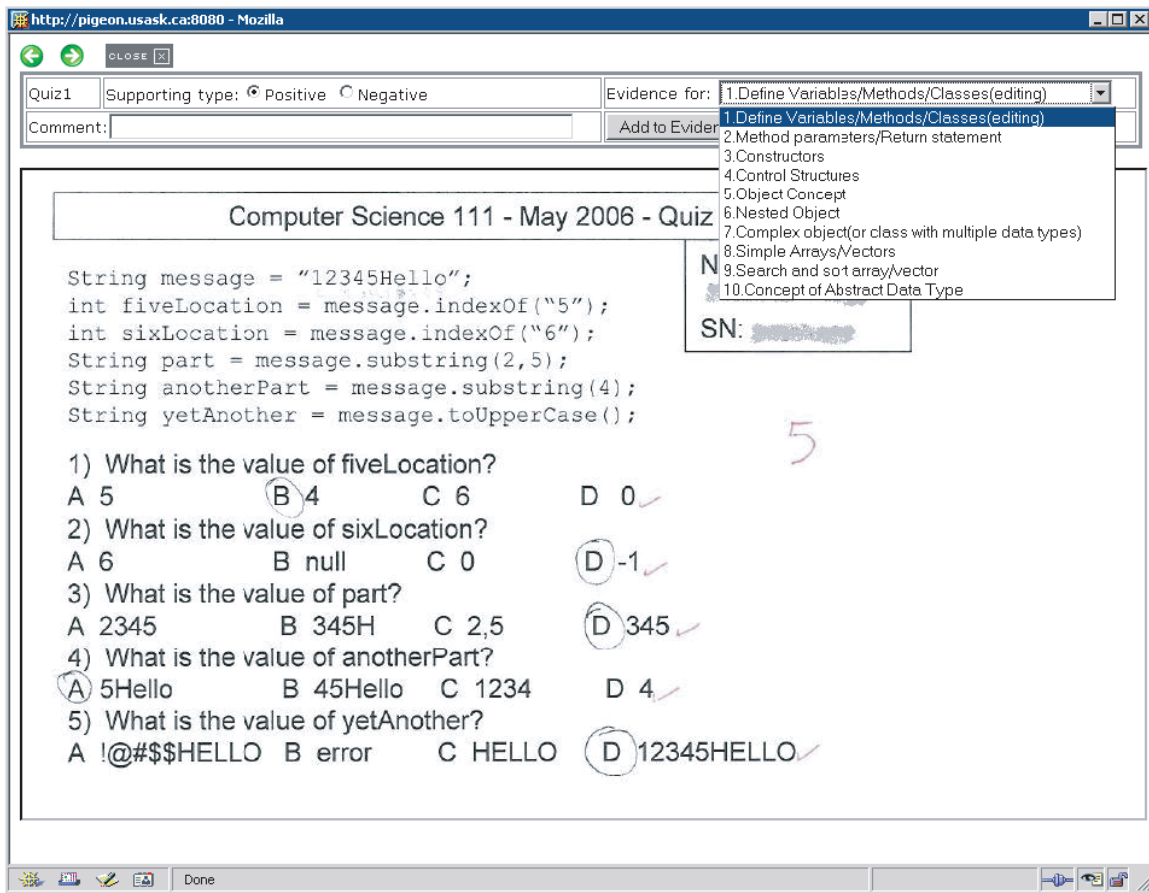 http://pigeon.usask.ca:8080 - Mozilla
CLOSE X
Quiz1 Supporting type: Positive Negative Evidence for: 1.Define Variables/Methods/Classes(editing)
Comment: Add to Eviden
1.Define Variables/Methods/Classes(editing)
2.Method parameters/Return statement
3.Constructors
4.Control Structures
5.Object Concept
6.Nested Object
7.Complex object(or class with multiple data types)
8.Simple Arrays/Vectors
9.Search and sort array/vector
10.Concept of Abstract Data Type
Computer Science 111 - May 2006 - Quiz
N
SN:
String message = “12345Hello”;
int fiveLocation = message.indexOf(“5”);
int sixLocation = message.indexOf(“6”);
String part = message.substring(2,5);
String anotherPart = message.substring(4);
String yetAnother = message.toUpperCase();
5
1) What is the value of fiveLocation?
A 5 B 4 C 6 D 0
2) What is the value of sixLocation?
A 6 B null C 0 D -1
3) What is the value of part?
A 2345 B 345H C 2,5 D 345
4) What is the value of anotherPart?
A 5Hello B 45Hello C 1234 D 4
5) What is the value of yetAnother?
A !@#$$HELLO B error C HELLO D 12345HELLO
Done